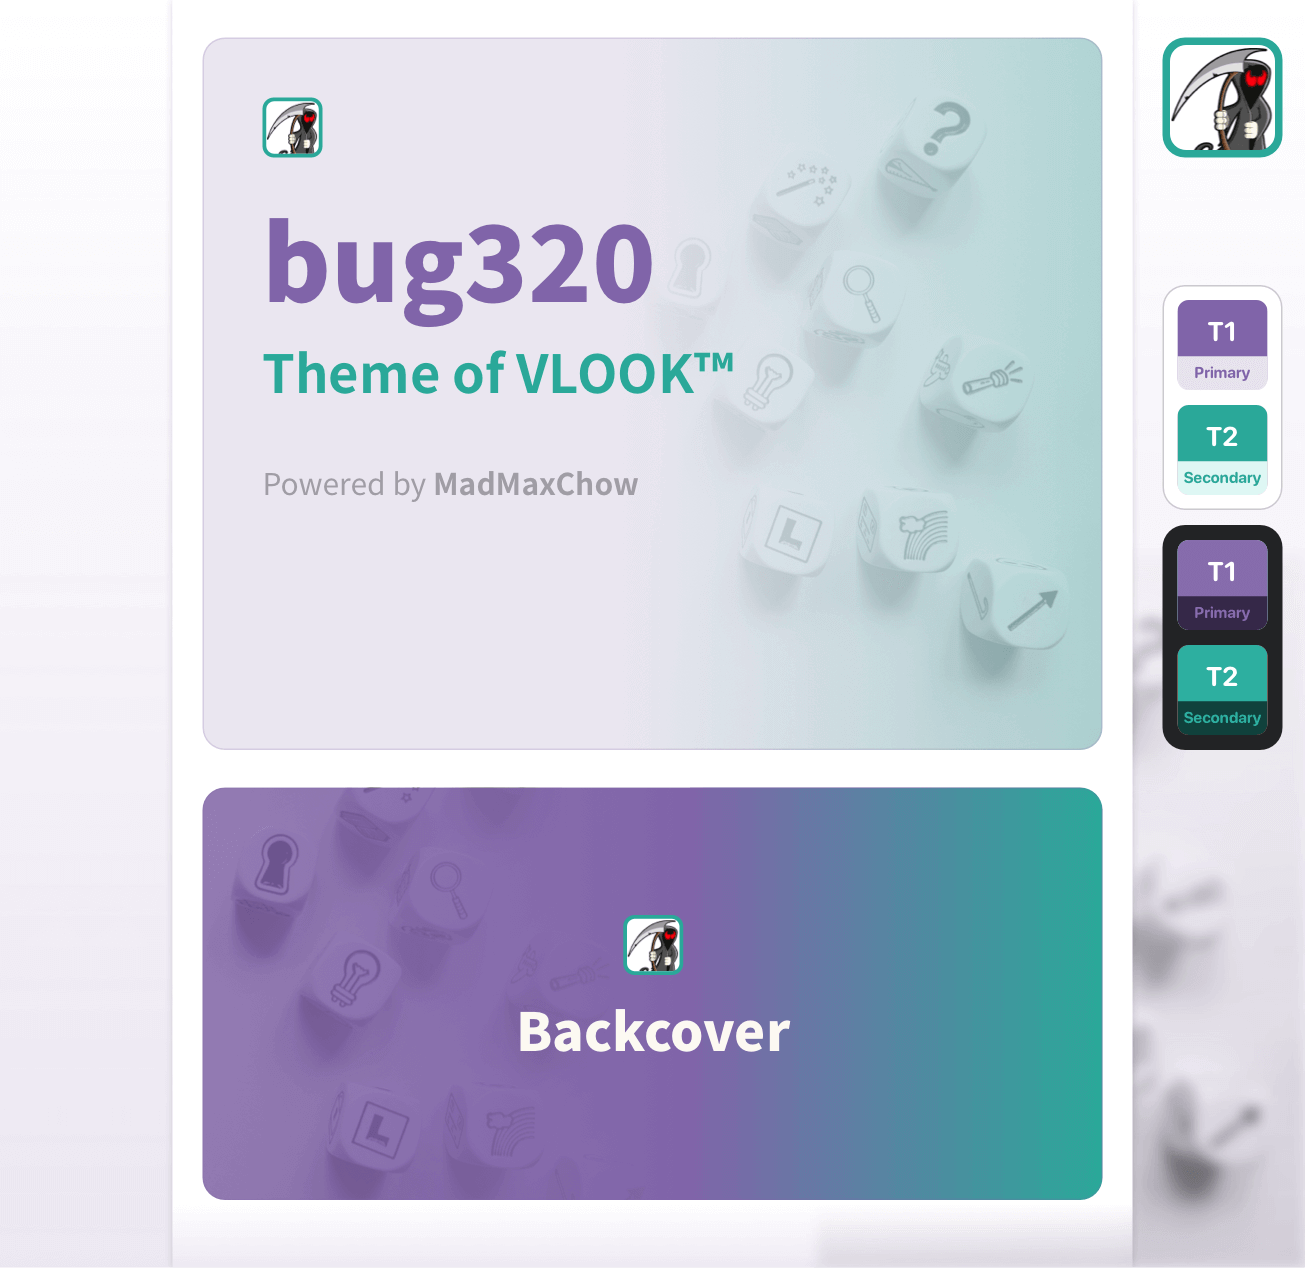 bug320
Theme of VLOOK™
Powered by MadMaxChow
T1
Primary
T2
Secondary
T1
Primary
T2
Secondary
?
L
Backcover
L